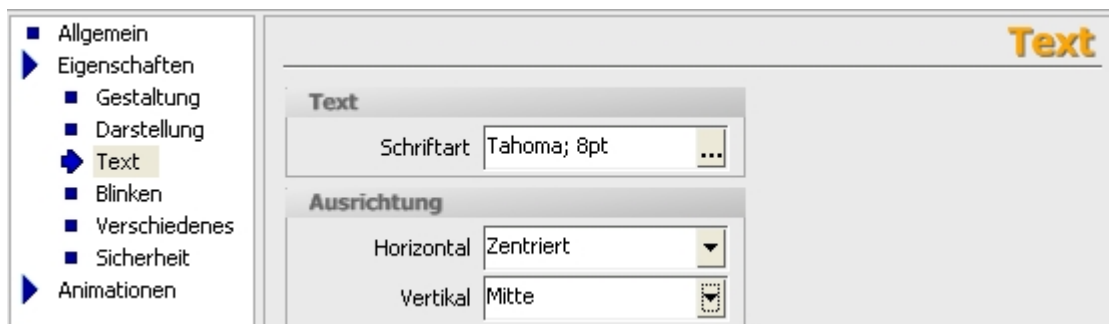 Allgemein
Eigenschaften
Gestaltung
Darstellung
Text
Blinken
Verschiedenes
Sicherheit
Animationen
Text
Text
Schriftart Tahoma; 8pt ...
Ausrichtung
Horizontal Zentriert
Vertikal Mitte